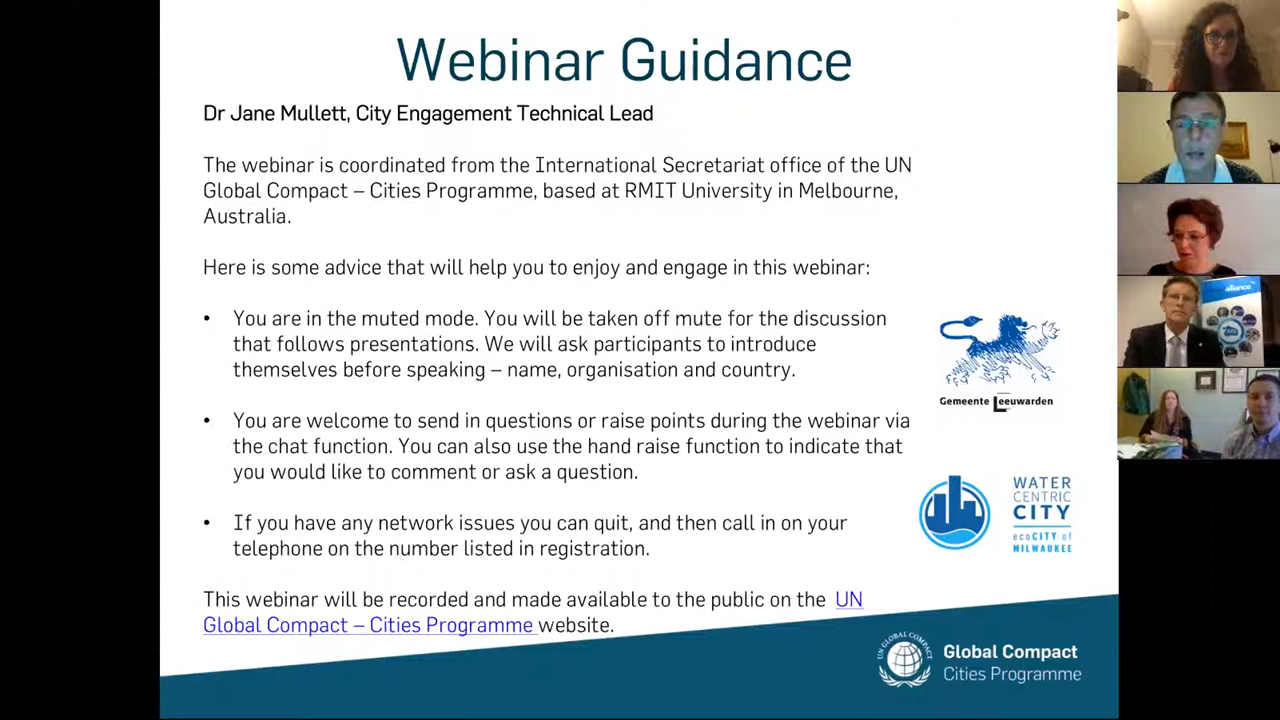 Webinar Guidance
Dr Jane Mullett, City Engagement Technical Lead
The webinar is coordinated from the International Secretariat office of the UN
Global Compact – Cities Programme, based at RMIT University in Melbourne,
Australia.
Here is some advice that will help you to enjoy and engage in this webinar:
• You are in the muted mode. You will be taken off mute for the discussion
that follows presentations. We will ask participants to introduce
themselves before speaking – name, organisation and country.
• You are welcome to send in questions or raise points during the webinar via
the chat function. You can also use the hand raise function to indicate that
you would like to comment or ask a question.
• If you have any network issues you can quit, and then call in on your
telephone on the number listed in registration.
This webinar will be recorded and made available to the public on the UN
Global Compact – Cities Programme website.
Gemeente Leeuwarden
WATER
CENTRIC
CITY
ecoCITY of
MILWAUKEE
UN GLOBAL COMPACT
Global Compact
Cities Programme
alliance